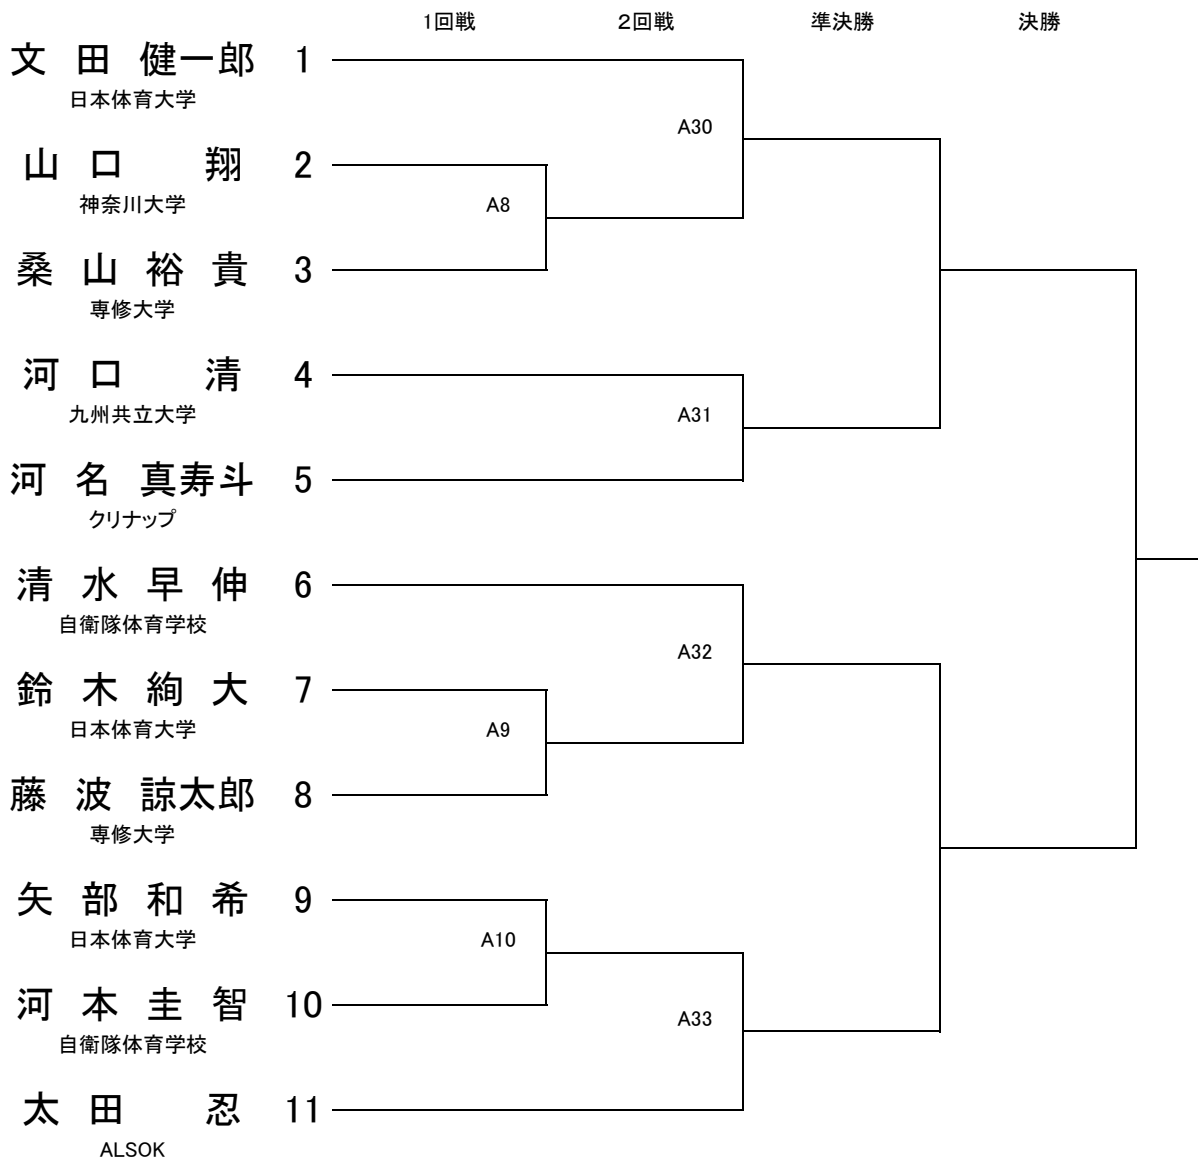 1回戦 2回戦 準決勝 決勝
文 田 健一郎 1
日本体育大学
A30
山 口 翔 2
神奈川大学
A8
桑 山 裕 貴 3
専修大学
河 口 清 4
九州共立大学
A31
河 名 真寿斗 5
クリナップ
清 水 早 伸 6
自衛隊体育学校
A32
鈴 木 絢 大 7
日本体育大学
A9
藤 波 諒太郎 8
専修大学
矢 部 和 希 9
日本体育大学
A10
河 本 圭 智 10
自衛隊体育学校
A33
太 田 忍 11
ALSOK